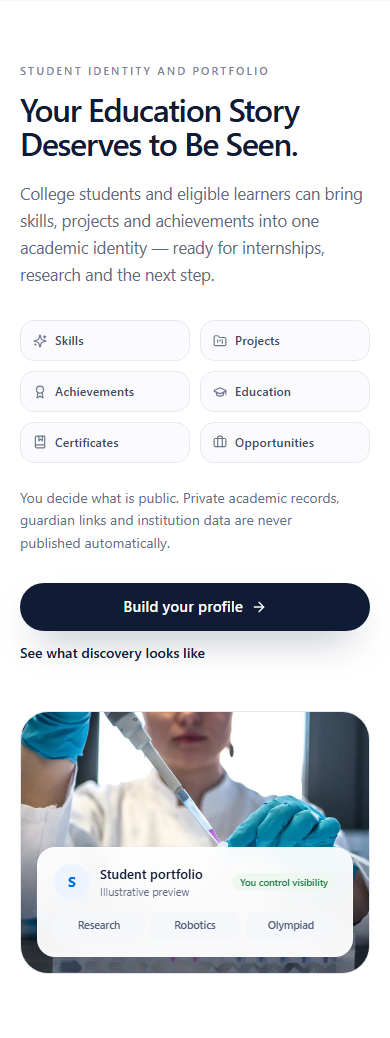 STUDENT IDENTITY AND PORTFOLIO
Your Education Story
Deserves to Be Seen.
College students and eligible learners can bring
skills, projects and achievements into one
academic identity — ready for internships,
research and the next step.
Skills
Projects
Achievements
Education
Certificates
Opportunities
You decide what is public. Private academic records,
guardian links and institution data are never
published automatically.
Build your profile →
See what discovery looks like
S
Student portfolio
Illustrative preview
You control visibility
Research
Robotics
Olympiad